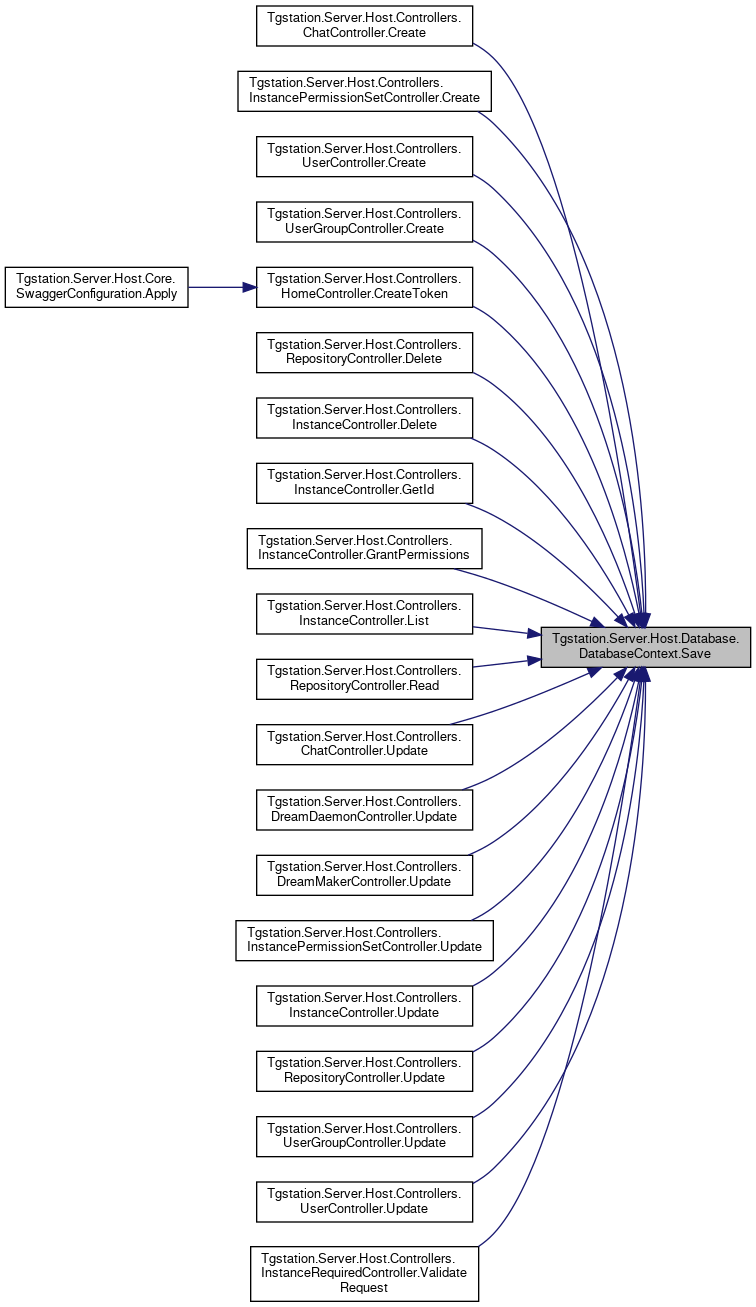 Tgstation.Server.Host.Controllers.
ChatController.Create
Tgstation.Server.Host.Controllers.
InstancePermissionSetController.Create
Tgstation.Server.Host.Controllers.
UserController.Create
Tgstation.Server.Host.Controllers.
UserGroupController.Create
Tgstation.Server.Host.Core.
SwaggerConfiguration.Apply
Tgstation.Server.Host.Controllers.
HomeController.CreateToken
Tgstation.Server.Host.Controllers.
RepositoryController.Delete
Tgstation.Server.Host.Controllers.
InstanceController.Delete
Tgstation.Server.Host.Controllers.
InstanceController.GetId
Tgstation.Server.Host.Controllers.
InstanceController.GrantPermissions
Tgstation.Server.Host.Controllers.
InstanceController.List
Tgstation.Server.Host.Database.
DatabaseContext.Save
Tgstation.Server.Host.Controllers.
RepositoryController.Read
Tgstation.Server.Host.Controllers.
ChatController.Update
Tgstation.Server.Host.Controllers.
DreamDaemonController.Update
Tgstation.Server.Host.Controllers.
DreamMakerController.Update
Tgstation.Server.Host.Controllers.
InstancePermissionSetController.Update
Tgstation.Server.Host.Controllers.
InstanceController.Update
Tgstation.Server.Host.Controllers.
RepositoryController.Update
Tgstation.Server.Host.Controllers.
UserGroupController.Update
Tgstation.Server.Host.Controllers.
UserController.Update
Tgstation.Server.Host.Controllers.
InstanceRequiredController.Validate
Request